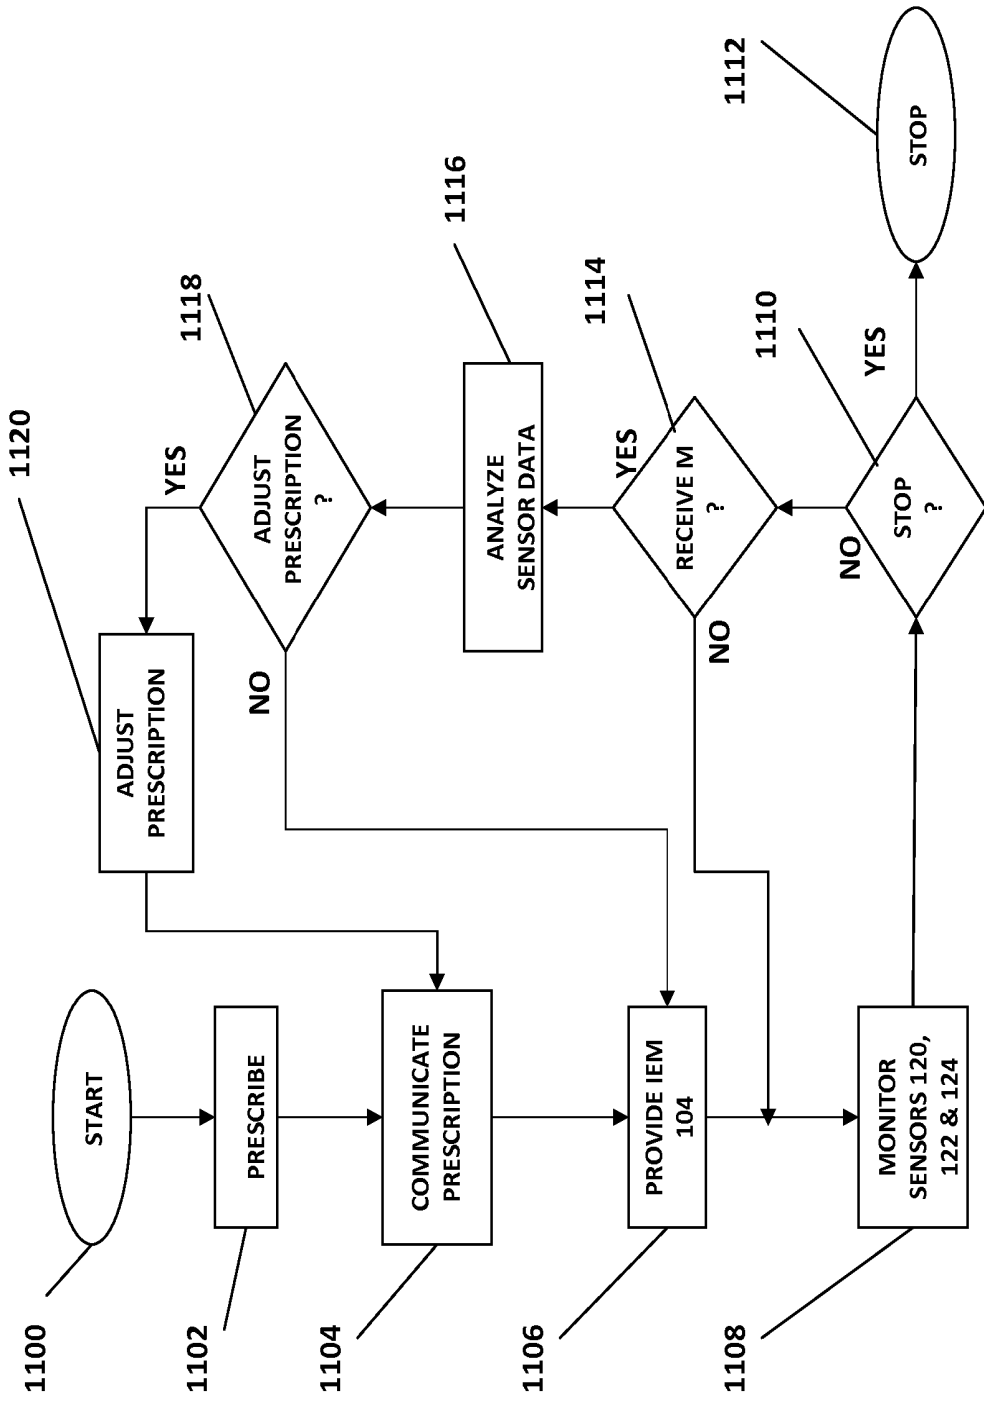 1100
START
1102
PRESCRIBE
1104
COMMUNICATE
PRESCRIPTION
1106
PROVIDE IEM
104
1108
MONITOR
SENSORS 120,
122 & 124
1120
ADJUST
PRESCRIPTION
1118
YES
ADJUST
PRESCRIPTION
?
NO
1116
ANALYZE
SENSOR DATA
1114
YES
RECEIVE M
?
NO
1110
YES
STOP
?
NO
1112
STOP